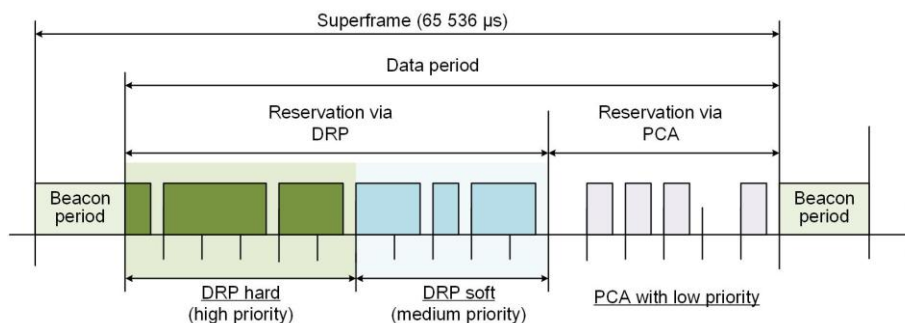 Superframe (65 536 µs)
Data period
Reservation via
DRP
Reservation via
PCA
Beacon
period
Beacon
period
DRP hard
(high priority)
DRP soft
(medium priority)
PCA with low priority